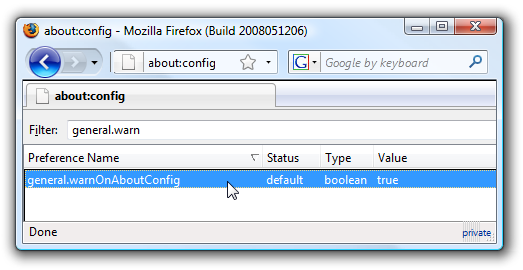 about:config - Mozilla Firefox (Build 2008051206)
about:config
G Google by keyboard
about:config
Filter: general.warn
Preference Name Status Type Value
general.warnOnAboutConfig default boolean true
Done private